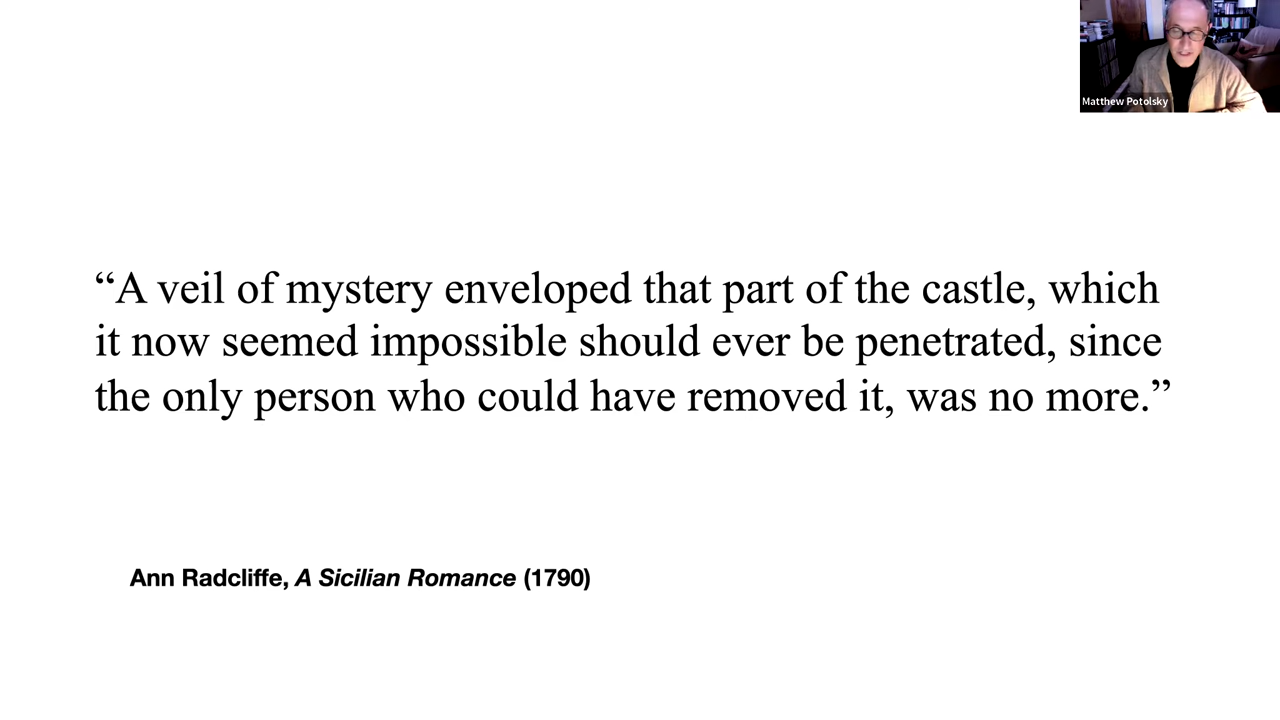 Matthew Potolsky
“A veil of mystery enveloped that part of the castle, which
it now seemed impossible should ever be penetrated, since
the only person who could have removed it, was no more.”
Ann Radcliffe, A Sicilian Romance (1790)